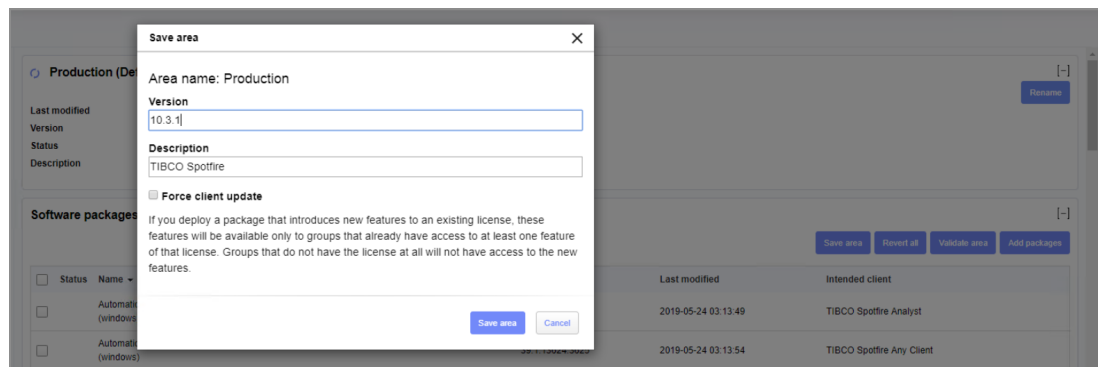 Save area
Area name: Production
Version
10.3.1
Description
TIBCO Spotfire
Force client update
If you deploy a package that introduces new features to an existing license, these
features will be available only to groups that already have access to at least one feature
of that license. Groups that do not have the license at all will not have access to the new
features.
Save area Cancel
Production (De
[–]
Rename
Last modified
Version
Status
Description
Software packages
[–]
Save area Revert all Validate area Add packages
Status Name Last modified Intended client
Automatic
(windows 2019-05-24 03:13:49 TIBCO Spotfire Analyst
Automatic
(windows) 2019-05-24 03:13:54 TIBCO Spotfire Any Client